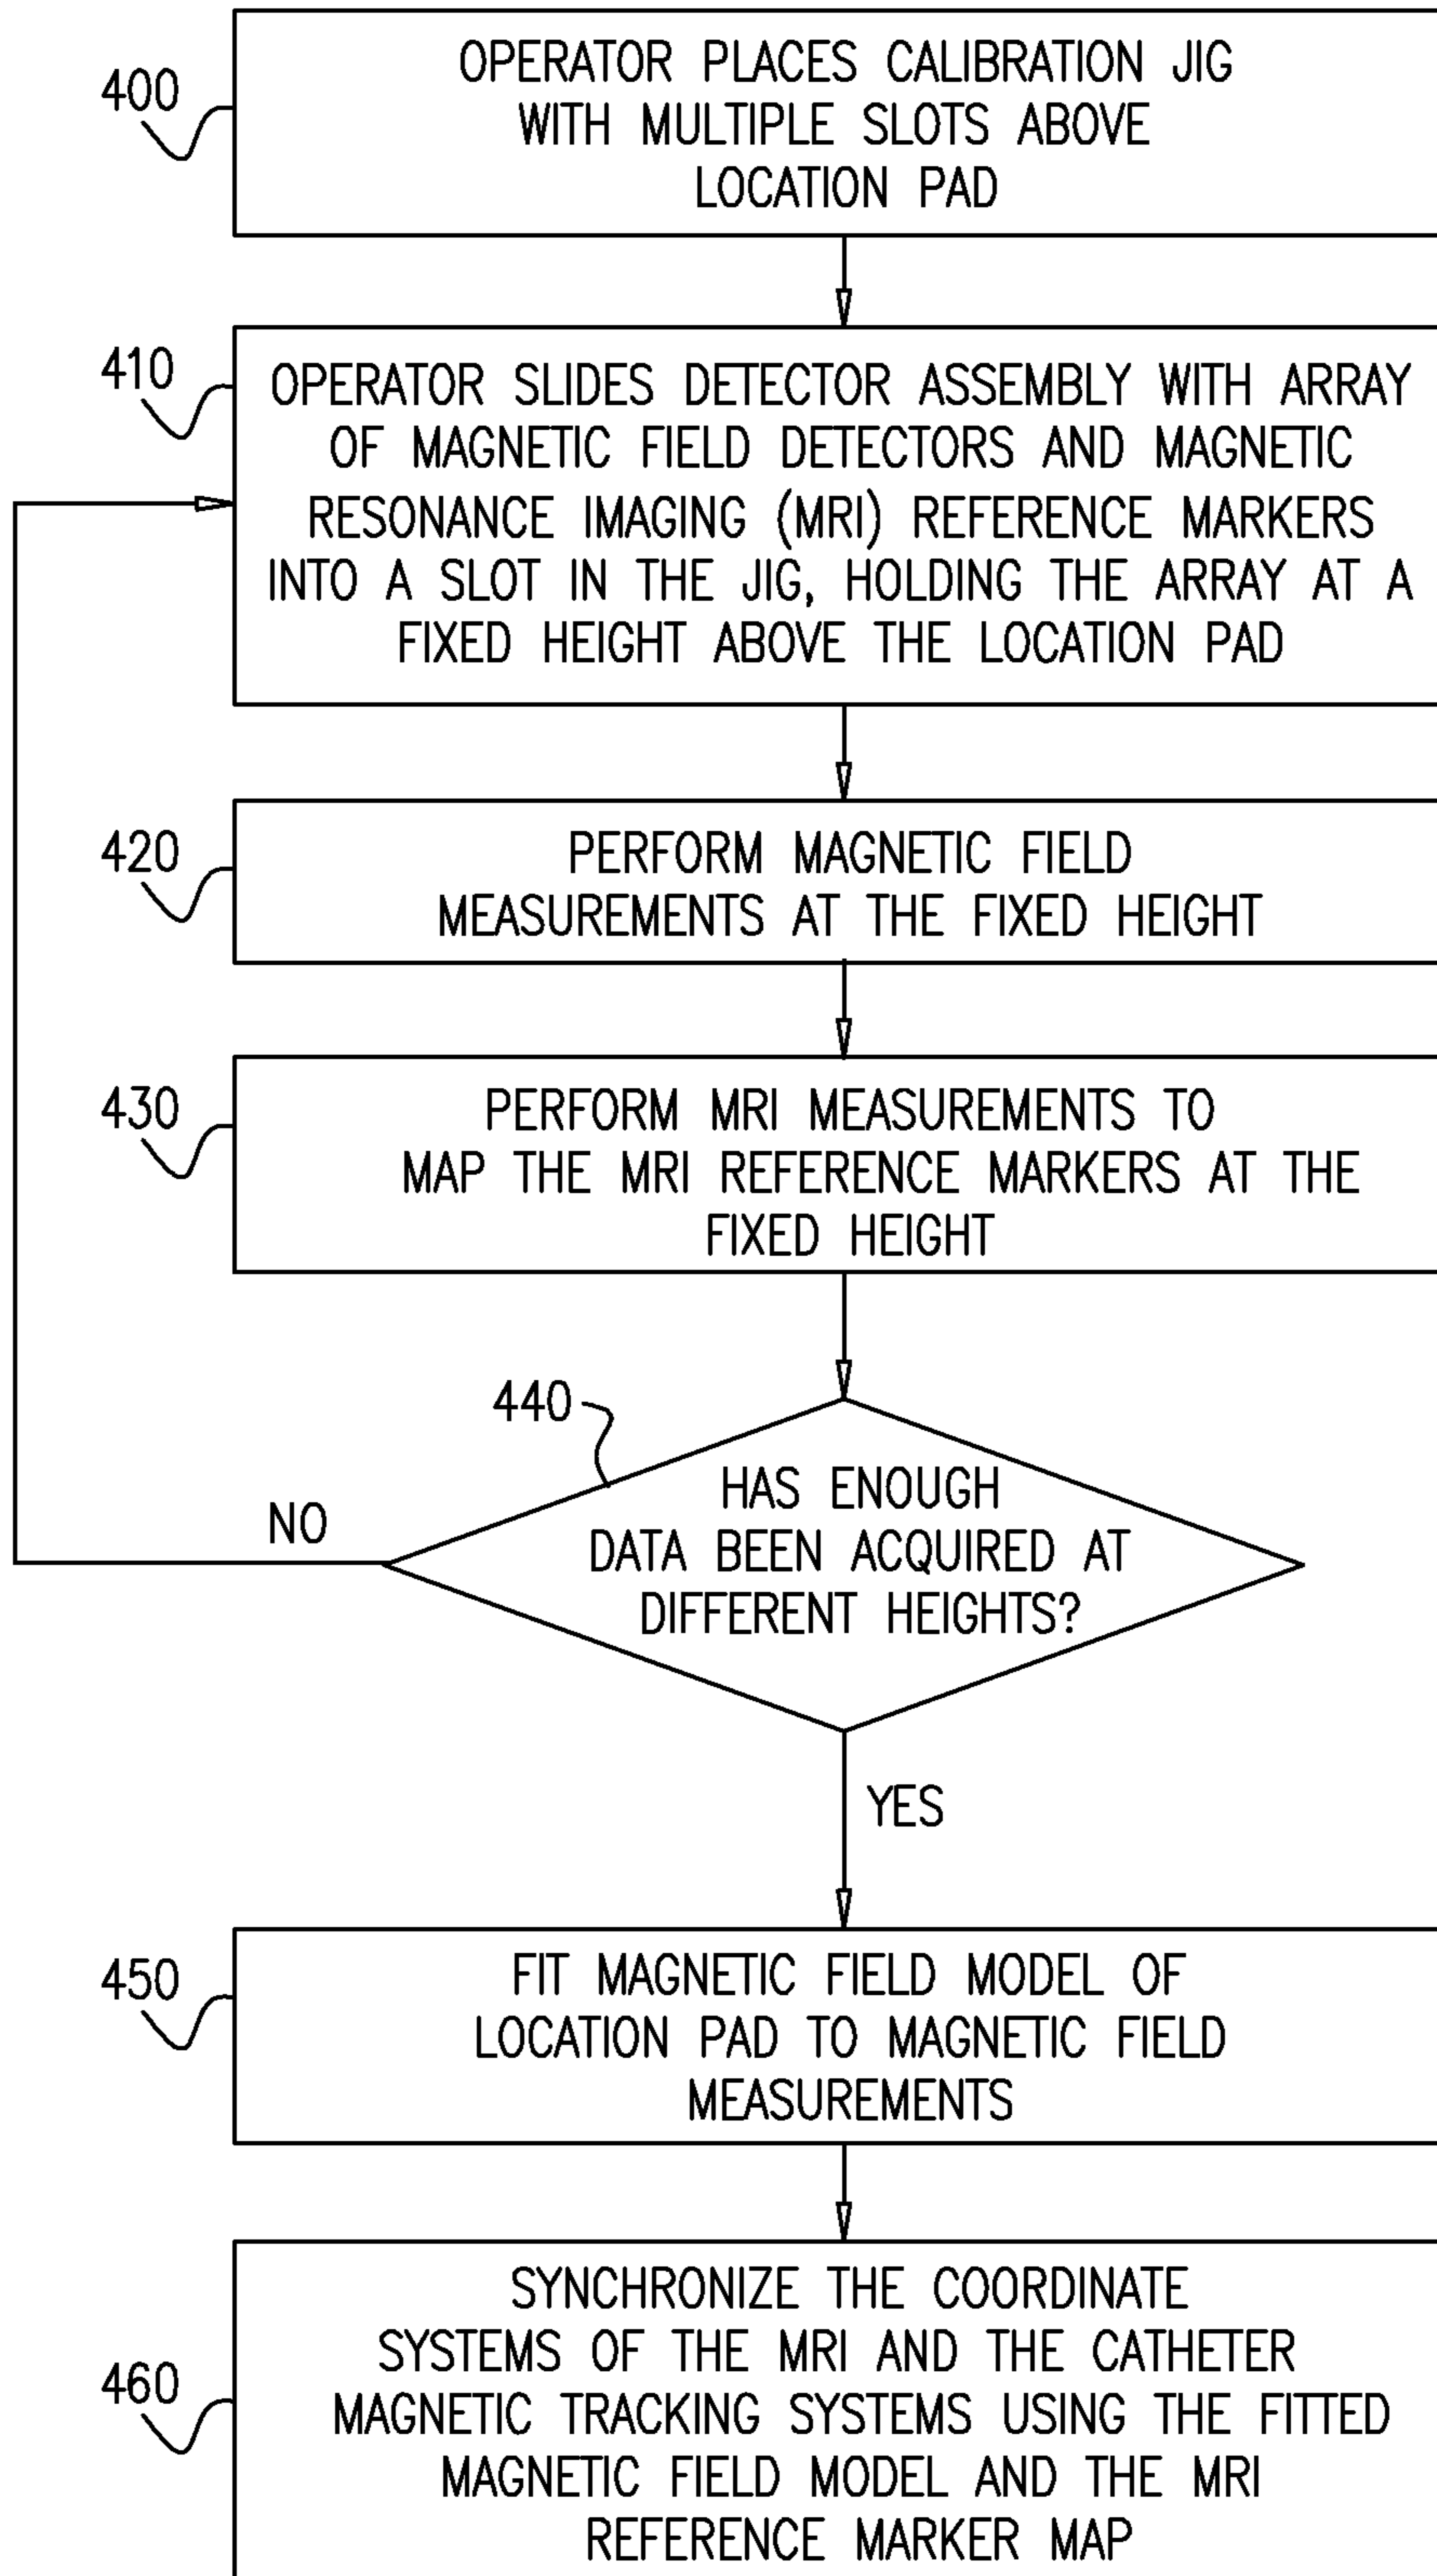 400
OPERATOR PLACES CALIBRATION JIG
WITH MULTIPLE SLOTS ABOVE
LOCATION PAD
410
OPERATOR SLIDES DETECTOR ASSEMBLY WITH ARRAY
OF MAGNETIC FIELD DETECTORS AND MAGNETIC
RESONANCE IMAGING (MRI) REFERENCE MARKERS
INTO A SLOT IN THE JIG, HOLDING THE ARRAY AT A
FIXED HEIGHT ABOVE THE LOCATION PAD
420
PERFORM MAGNETIC FIELD
MEASUREMENTS AT THE FIXED HEIGHT
430
PERFORM MRI MEASUREMENTS TO
MAP THE MRI REFERENCE MARKERS AT THE
FIXED HEIGHT
440
HAS ENOUGH
DATA BEEN ACQUIRED AT
DIFFERENT HEIGHTS?
NO
YES
450
FIT MAGNETIC FIELD MODEL OF
LOCATION PAD TO MAGNETIC FIELD
MEASUREMENTS
460
SYNCHRONIZE THE COORDINATE
SYSTEMS OF THE MRI AND THE CATHETER
MAGNETIC TRACKING SYSTEMS USING THE FITTED
MAGNETIC FIELD MODEL AND THE MRI
REFERENCE MARKER MAP